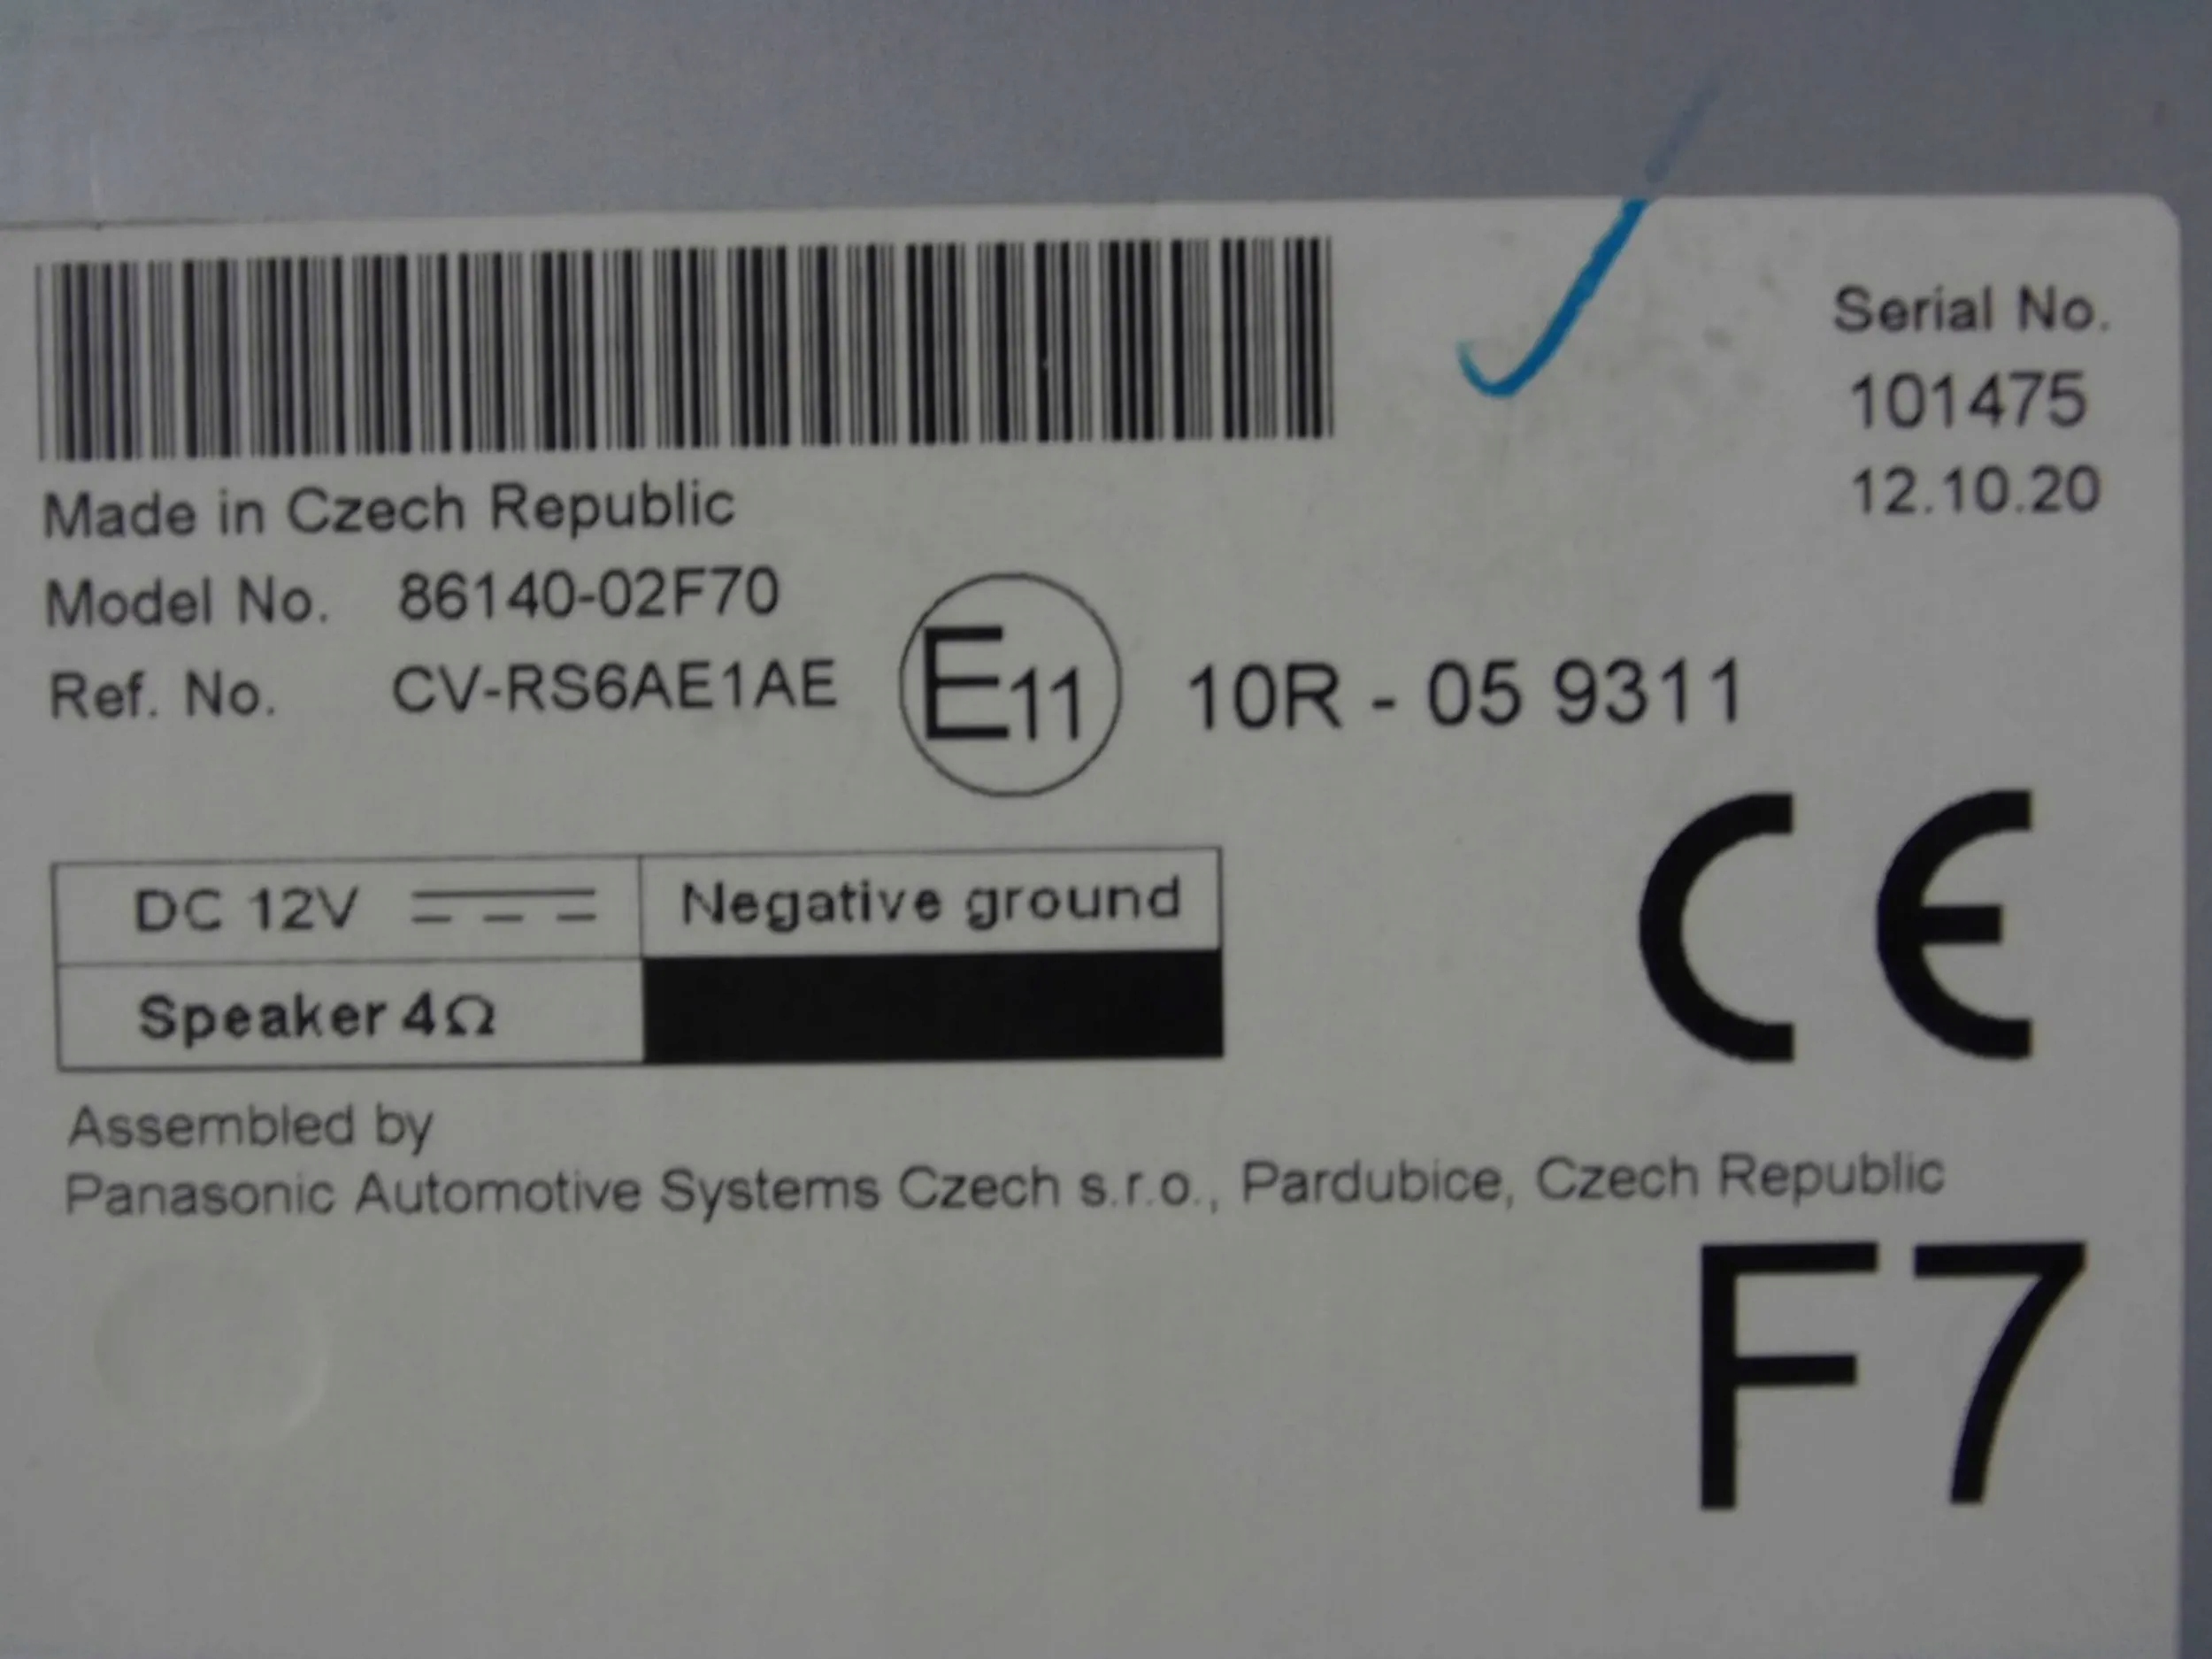 Serial No.
101475
12.10.20
Made in Czech Republic
Model No. 86140-02F70
Ref. No. CV-RS6AE1AE
E11 10R - 05 9311
DC 12V Negative ground
Speaker 4Ω
CE
Assembled by
Panasonic Automotive Systems Czech s.r.o., Pardubice, Czech Republic
F7